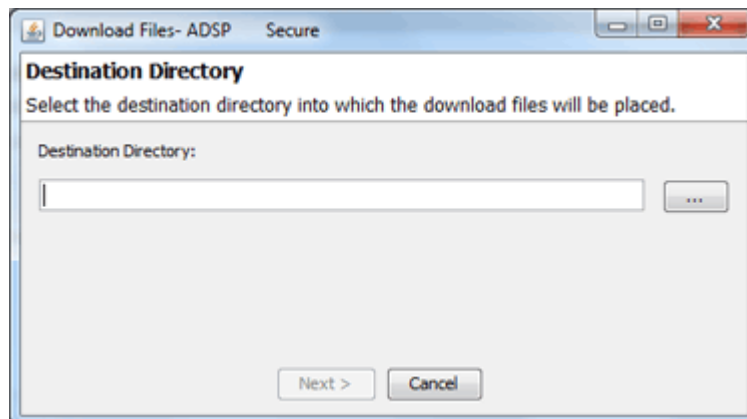 Download Files- ADSP Secure
Destination Directory
Select the destination directory into which the download files will be placed.
Destination Directory:
...
Next > Cancel